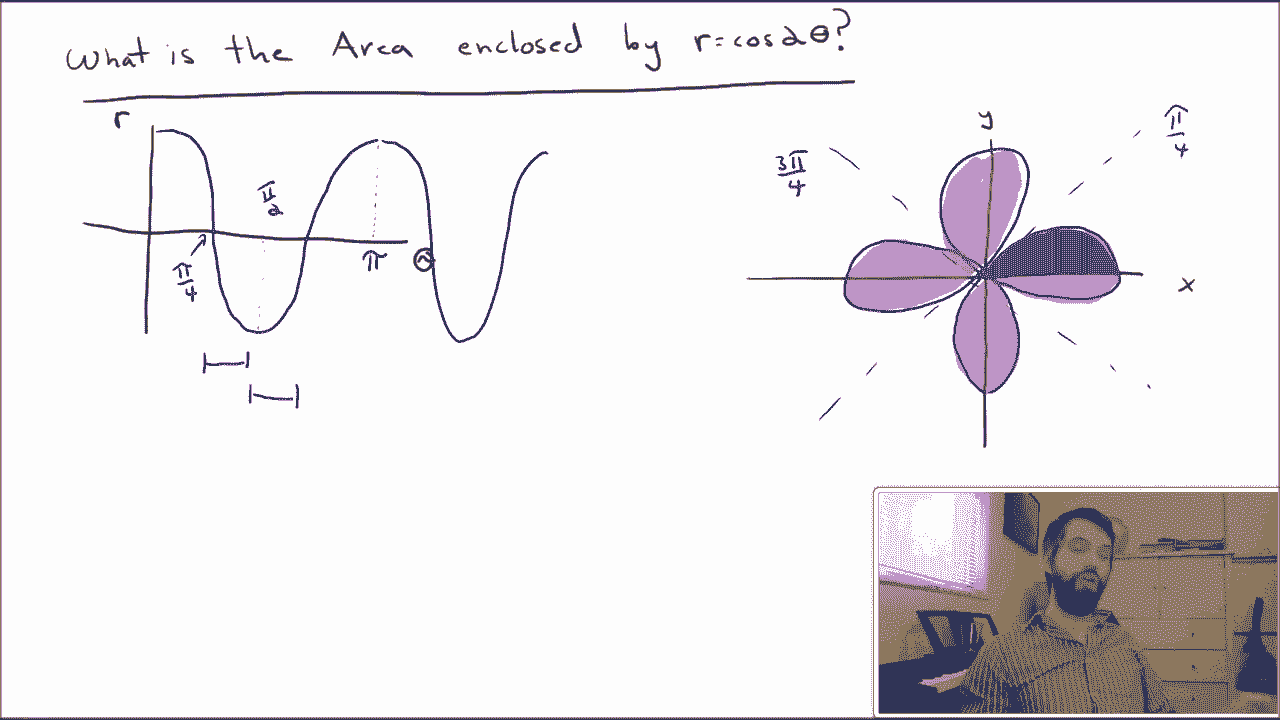 What is the Area enclosed by r=cos2θ?
r
π/2
π/4
π
θ
y
3π/4
π/4
x